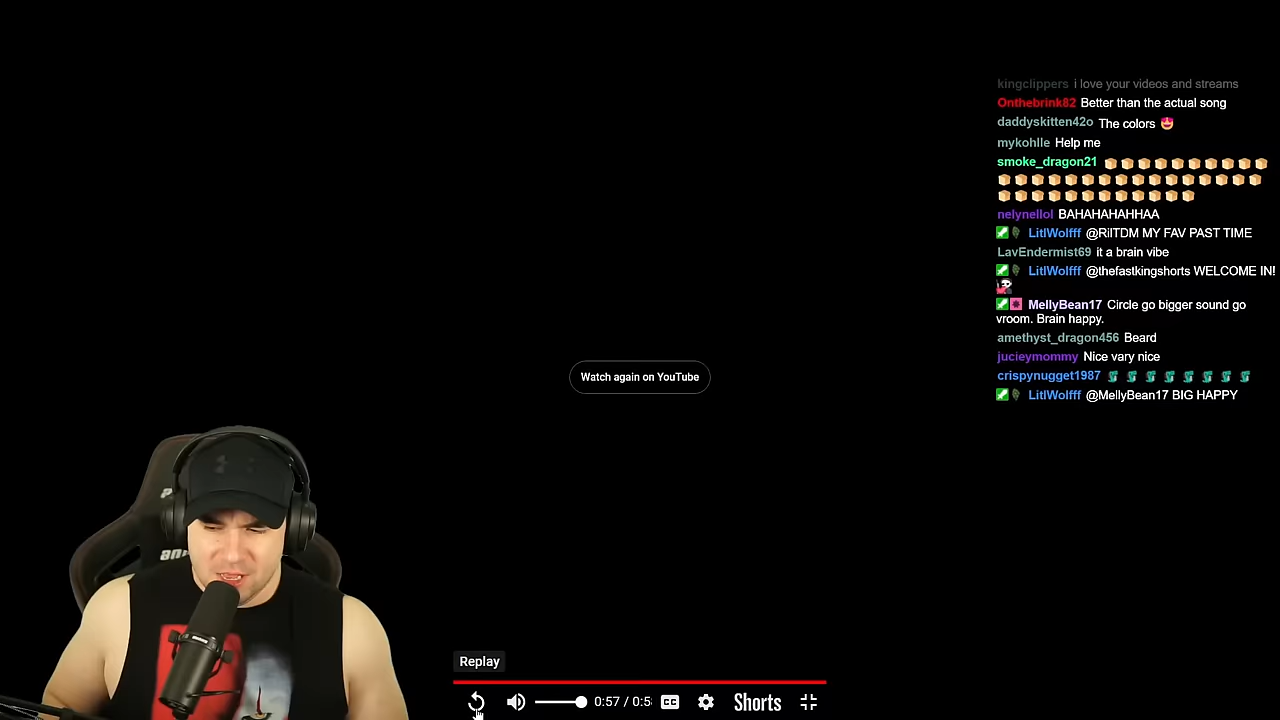 kingclippers i love your videos and streams
Onthebrink82 Better than the actual song
daddyskitten42o The colors
mykohlle Help me
smoke_dragon21
nelynellol BAHAHAHAHHAA
LitlWolfff @RillTDM MY FAV PAST TIME
LavEndermist69 it a brain vibe
LitlWolfff @thefastkingshorts WELCOME IN!
MellyBean17 Circle go bigger sound go
vroom. Brain happy.
amethyst_dragon456 Beard
jucieymommy Nice vary nice
crispynugget1987
LitlWolfff @MellyBean17 BIG HAPPY
Watch again on YouTube
Replay
0:57 / 0:5
CC
Shorts